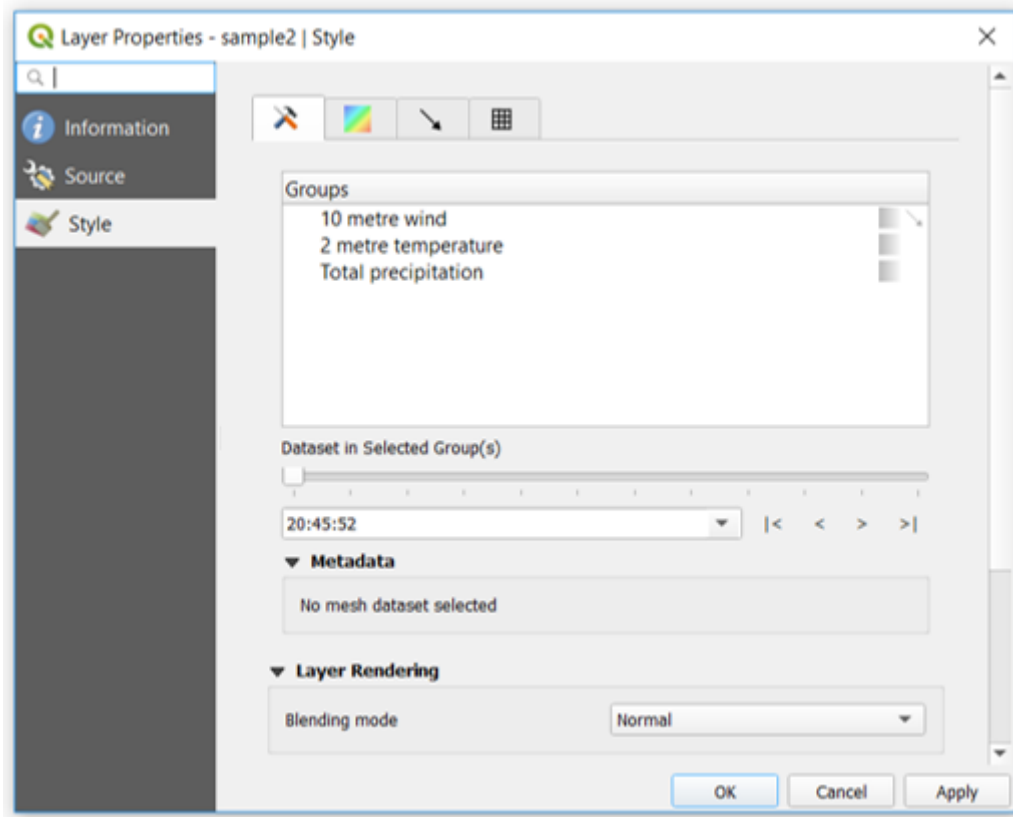 Layer Properties - sample2 | Style
Information
Source
Style
Groups
10 metre wind
2 metre temperature
Total precipitation
Dataset in Selected Group(s)
20:45:52
|< < > >|
Metadata
No mesh dataset selected
Layer Rendering
Blending mode Normal
OK Cancel Apply